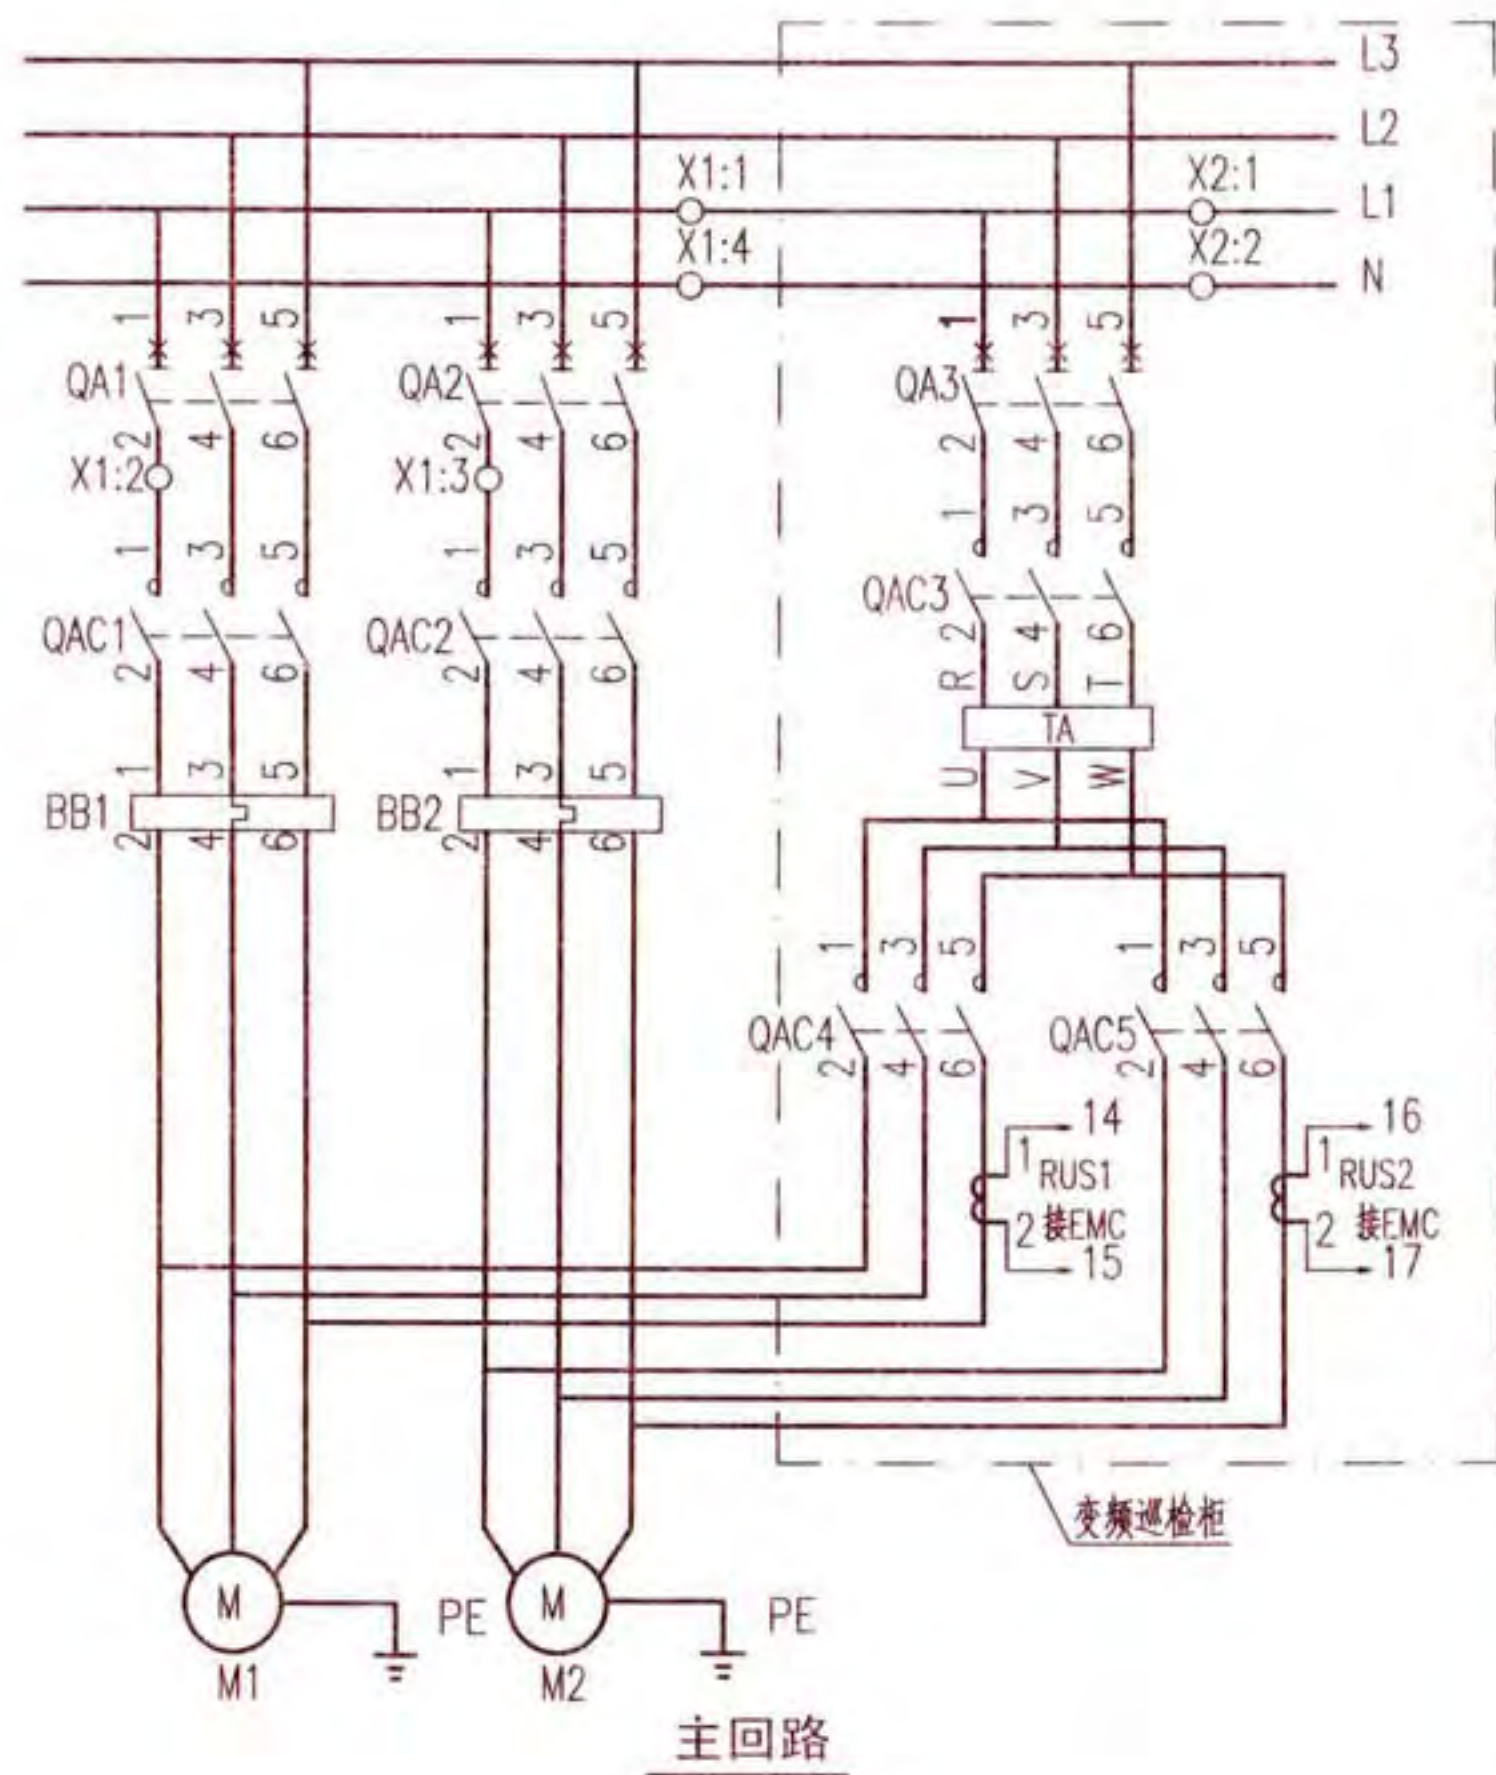 L3
L2
X1:1 X2:1 L1
X1:4 X2:2 N
1 3 5 1 3 5 1 3 5
QA1 QA2 QA3
2 4 6 2 4 6 2 4 6
X1:2 X1:3
1 3 5 1 3 5 1 3 5
QAC1 QAC2 QAC3
2 4 6 2 4 6 2 4 6
R S T
TA
1 3 5 1 3 5 U V W
BB1 BB2
2 4 6 2 4 6
1 3 5 1 3 5
QAC4 QAC5
2 4 6 2 4 6
14 16
1 RUS1 1 RUS2
2 接EMC 2 接EMC
15 17
变频巡检柜
M PE M PE
M1 M2
主回路